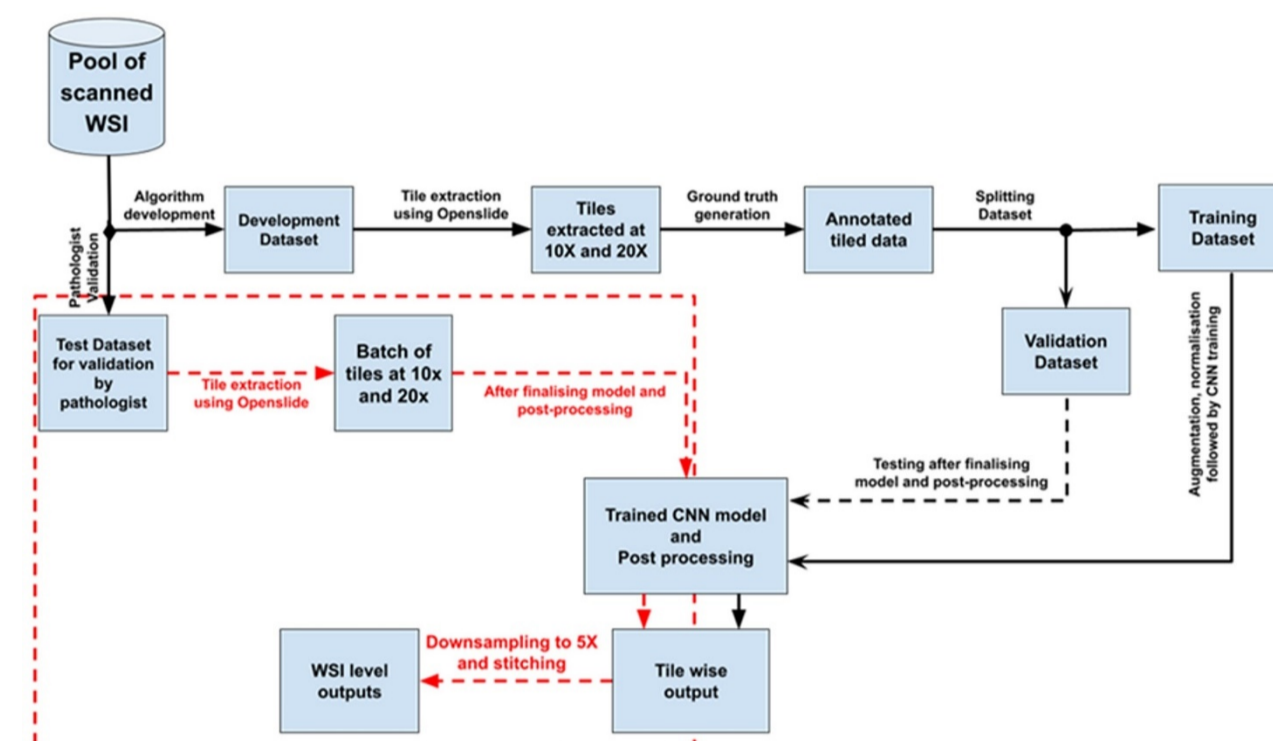 Pool of
scanned
WSI
Algorithm
development
Development
Dataset
Tile extraction
using Openslide
Tiles
extracted at
10X and 20X
Ground truth
generation
Annotated
tiled data
Splitting
Dataset
Training
Dataset
Pathologist
Validation
Test Dataset
for validation
by
pathologist
Tile extraction
using Openslide
Batch of
tiles at 10x
and 20x
After finalising model and
post-processing
Validation
Dataset
Augmentation, normalisation
followed by CNN training
Testing after finalising
model and post-processing
Trained CNN model
and
Post processing
WSI level
outputs
Downsampling to 5X
and stitching
Tile wise
output